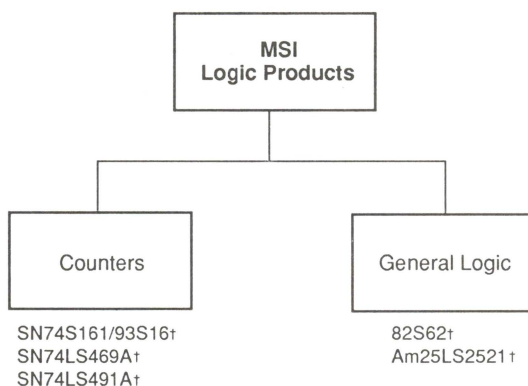 MSI
Logic Products
Counters
General Logic
SN74S161/93S16†
SN74LS469A†
SN74LS491A†
82S62†
Am25LS2521†